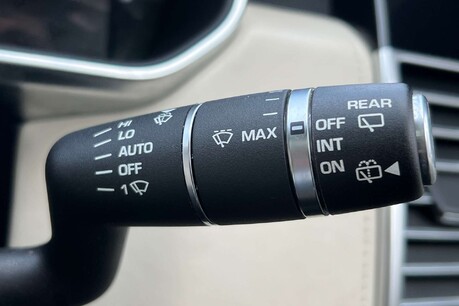 HI
LO
AUTO
OFF
1
MAX
REAR
OFF
INT
ON